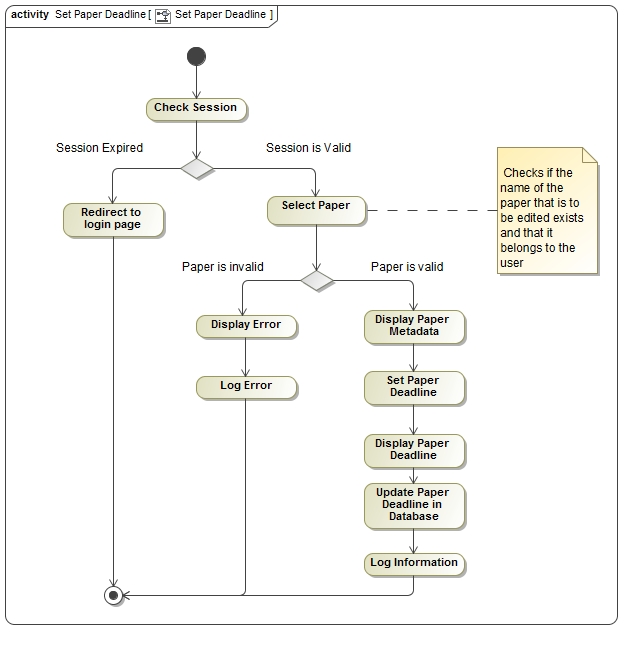 activity Set Paper Deadline [ Set Paper Deadline ]
Check Session
Session Expired
Session is Valid
Redirect to
login page
Select Paper
Checks if the
name of the
paper that is to
be edited exists
and that it
belongs to the
user
Paper is invalid
Paper is valid
Display Error
Display Paper
Metadata
Log Error
Set Paper
Deadline
Display Paper
Deadline
Update Paper
Deadline in
Database
Log Information